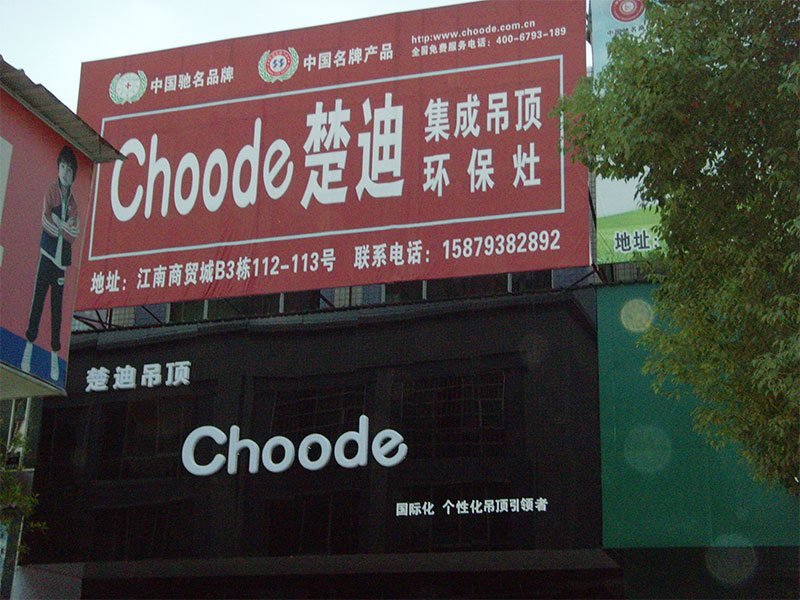 http:www.choode.com.cn
中国驰名品牌 中国名牌产品 全国免费服务电话：400-6793-189
Choode 楚迪 集成吊顶
环保灶
地址：江南商贸城B3栋112-113号 联系电话：15879382892
地址：
楚迪吊顶
Choode
国际化 个性化吊顶引领者